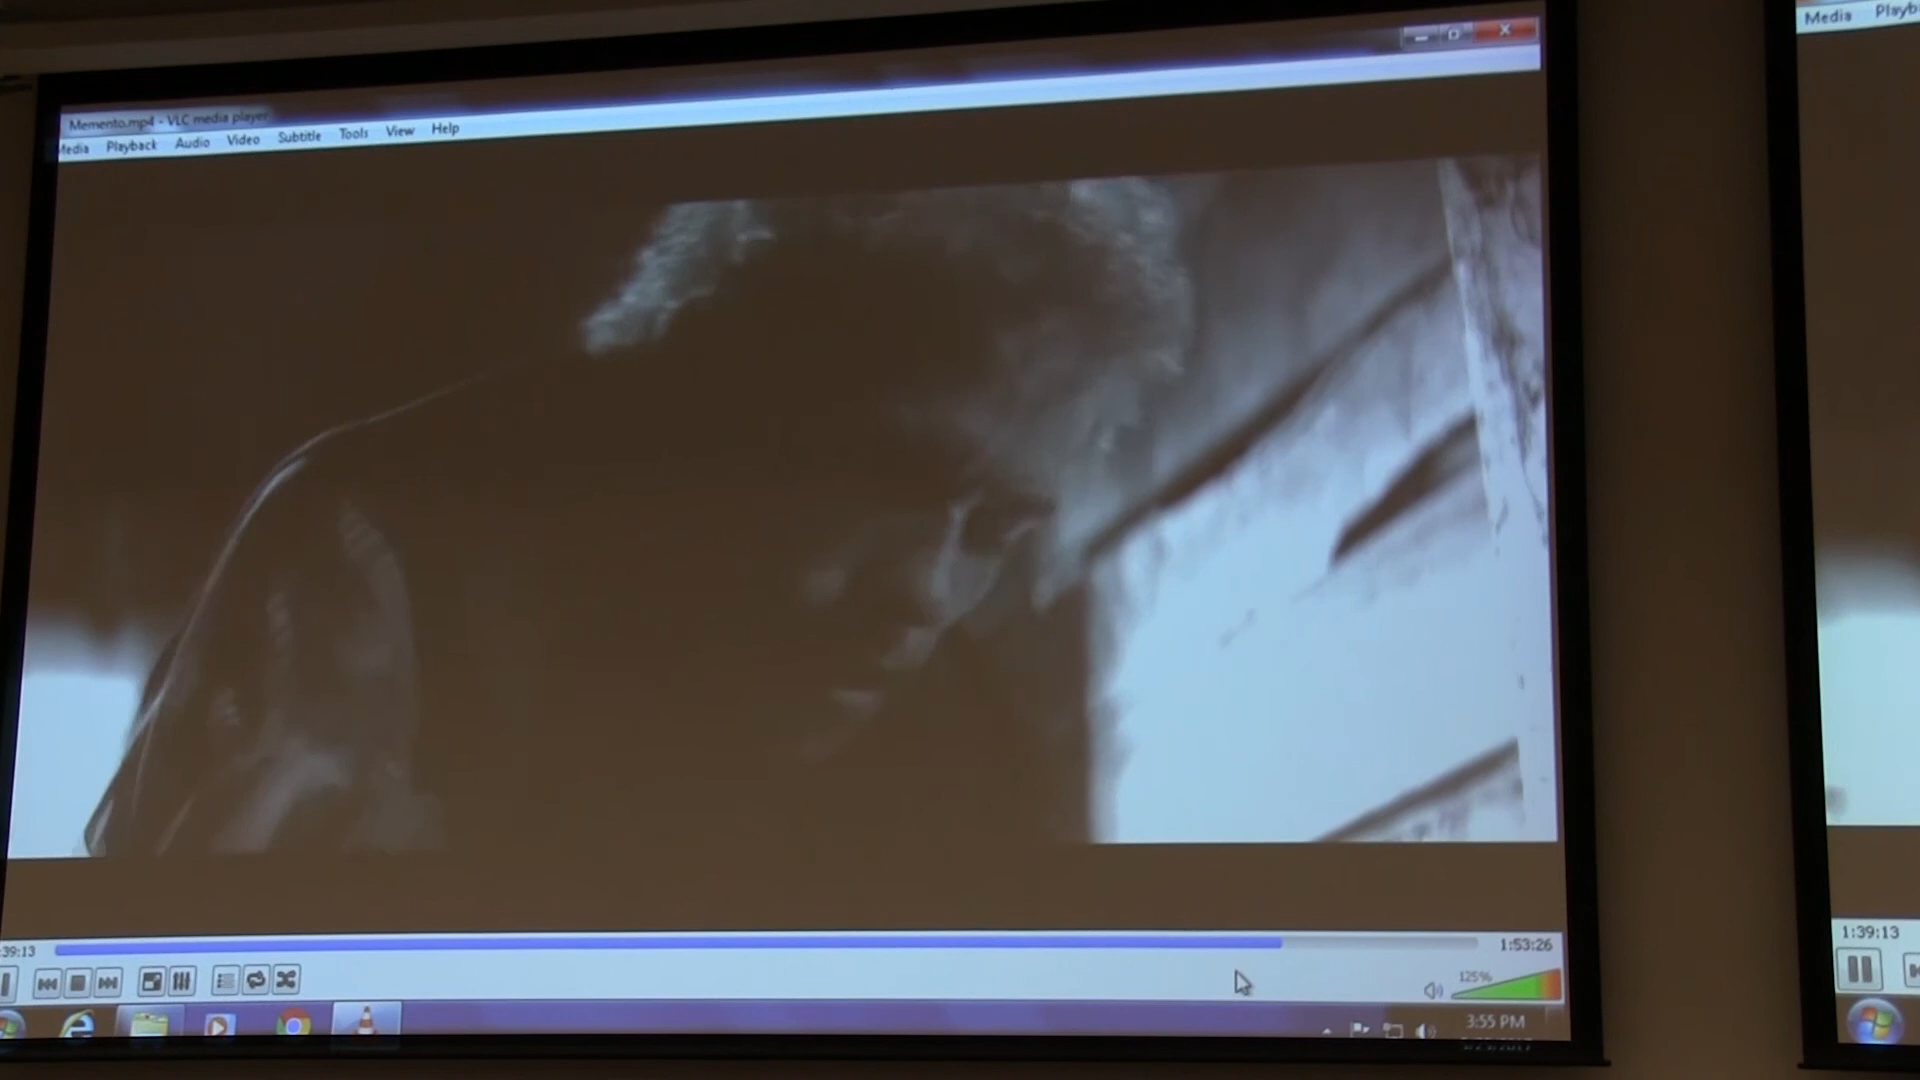 Memento.mp4 - VLC media player
Media Playback Audio Video Subtitle Tools View Help
:39:13
1:53:26
125%
3:55 PM
Media Playb
1:39:13